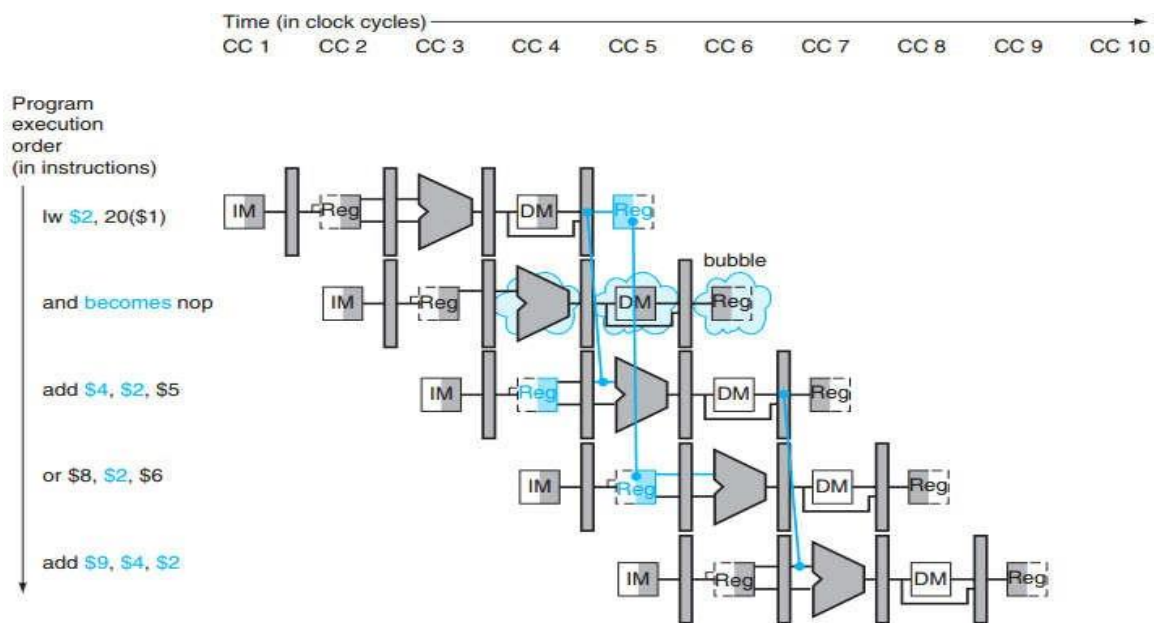 Time (in clock cycles)
CC 1 CC 2 CC 3 CC 4 CC 5 CC 6 CC 7 CC 8 CC 9 CC 10
Program
execution
order
(in instructions)
lw $2, 20($1)
IM Reg DM Reg
bubble
and becomes nop
IM Reg DM Reg
add $4, $2, $5
IM Reg DM Reg
or $8, $2, $6
IM Reg DM Reg
add $9, $4, $2
IM Reg DM Reg